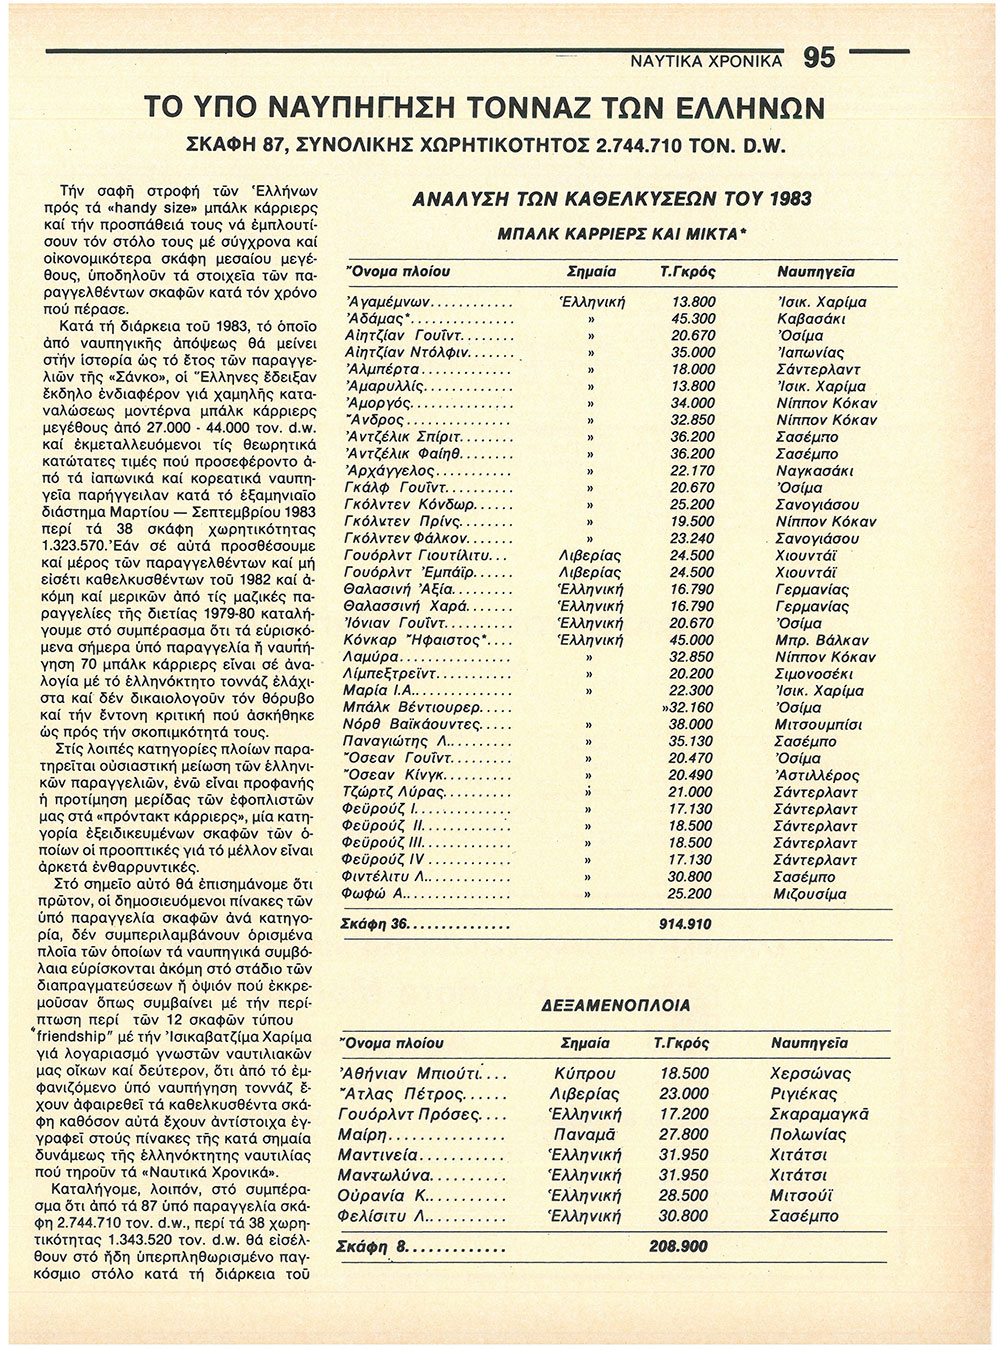 ΝΑΥΤΙΚΑ ΧΡΟΝΙΚΑ 95
ΤΟ ΥΠΟ ΝΑΥΠΗΓΗΣΗ ΤΟΝΝΑΖ ΤΩΝ ΕΛΛΗΝΩΝ
ΣΚΑΦΗ 87, ΣΥΝΟΛΙΚΗΣ ΧΩΡΗΤΙΚΟΤΗΤΟΣ 2.744.710 ΤΟΝ. D.W.
Τήν σαφῆ στροφή τῶν Ἑλλήνων
πρός τά «handy size» μπάλκ κάρριερς
καί τήν προσπάθειά τους νά ἐμπλουτί-
σουν τόν στόλο τους μέ σύγχρονα καί
οἰκονομικότερα σκάφη μεσαίου μεγέ-
θους, ὑποδηλοῦν τά στοιχεῖα τῶν πα-
ραγγελθέντων σκαφῶν κατά τόν χρόνο
πού πέρασε.
Κατά τή διάρκεια τοῦ 1983, τό ὁποῖο
ἀπό ναυπηγικῆς ἀπόψεως θά μείνει
στήν ἱστορία ὡς τό ἔτος τῶν παραγγε-
λιῶν τῆς «Σάνκο», οἱ Ἕλληνες ἔδειξαν
ἔκδηλο ἐνδιαφέρον γιά χαμηλῆς κατα-
ναλώσεως μοντέρνα μπάλκ κάρριερς
μεγέθους ἀπό 27.000 - 44.000 τον. d.w.
καί ἐκμεταλλευόμενοι τίς θεωρητικά
κατώτατες τιμές πού προσεφέροντο ἀ-
πό τά ἰαπωνικά καί κορεατικά ναυπη-
γεῖα παρήγγειλαν κατά τό ἑξαμηνιαῖο
διάστημα Μαρτίου — Σεπτεμβρίου 1983
περί τά 38 σκάφη χωρητικότητας
1.323.570. Ἐάν σέ αὐτά προσθέσουμε
καί μέρος τῶν παραγγελθέντων καί μή
εἰσέτι καθελκυσθέντων τοῦ 1982 καί ἀ-
κόμη καί μερικῶν ἀπό τίς μαζικές πα-
ραγγελίες τῆς διετίας 1979-80 καταλή-
γουμε στό συμπέρασμα ὅτι τά εὑρισκό-
μενα σήμερα ὑπό παραγγελία ἤ ναυπή-
γηση 70 μπάλκ κάρριερς εἶναι σέ ἀνα-
λογία μέ τό ἑλληνόκτητο τοννάζ ἐλάχι-
στα καί δέν δικαιολογοῦν τόν θόρυβο
καί τήν ἔντονη κριτική πού ἀσκήθηκε
ὡς πρός τήν σκοπιμκότητά τους.
Στίς λοιπές κατηγορίες πλοίων παρα-
τηρεῖται οὐσιαστική μείωση τῶν ἑλληνι-
κῶν παραγγελιῶν, ἐνῶ εἶναι προφανής
ἡ προτίμηση μερίδας τῶν ἐφοπλιστῶν
μας στά «πρόντακτ κάρριερς», μία κατη-
γορία ἐξειδικευμένων σκαφῶν τῶν ὁ-
ποίων οἱ προοπτικές γιά τό μέλλον εἶναι
ἀρκετά ἐνθαρρυντικές.
Στό σημεῖο αὐτό θά ἐπισημάνομε ὅτι
πρῶτον, οἱ δημοσιευόμενοι πίνακες τῶν
ὑπό παραγγελία σκαφῶν ἀνά κατηγο-
ρία, δέν συμπεριλαμβάνουν ὁρισμένα
πλοῖα τῶν ὁποίων τά ναυπηγικά συμβό-
λαια εὑρίσκονται ἀκόμη στό στάδιο τῶν
διαπραγματεύσεων ἤ ὀψιόν πού ἐκκρε-
μοῦσαν ὅπως συμβαίνει μέ τήν περί-
πτωση περί τῶν 12 σκαφῶν τύπου
"friendship" μέ τήν Ἰσικαβατζίμα Χαρίμα
γιά λογαριασμό γνωστῶν ναυτιλιακῶν
μας οἴκων καί δεύτερον, ὅτι ἀπό τό ἐμ-
φανιζόμενο ὑπό ναυπήγηση τοννάζ ἔ-
χουν ἀφαιρεθεῖ τά καθελκυσθέντα σκά-
φη καθόσον αὐτά ἔχουν ἀντίστοιχα ἐγ-
γραφεῖ στούς πίνακες τῆς κατά σημαία
δυνάμεως τῆς ἑλληνόκτητης ναυτιλίας
πού τηροῦν τά «Ναυτικά Χρονικά».
Καταλήγομε, λοιπόν, στό συμπέρα-
σμα ὅτι ἀπό τά 87 ὑπό παραγγελία σκά-
φη 2.744.710 τον. d.w., περί τά 38 χωρη-
τικότητας 1.343.520 τον. d.w. θά εἰσέλ-
θουν στό ἤδη ὑπερπληθωρισμένο παγ-
κόσμιο στόλο κατά τή διάρκεια τοῦ
ΑΝΑΛΥΣΗ ΤΩΝ ΚΑΘΕΛΚΥΣΕΩΝ ΤΟΥ 1983
ΜΠΑΛΚ ΚΑΡΡΙΕΡΣ ΚΑΙ ΜΙΚΤΑ*
Ὄνομα πλοίου Σημαία Τ.Γκρός Ναυπηγεῖα
Ἀγαμέμνων............ Ἑλληνική 13.800 Ἰσικ. Χαρίμα
Ἀδάμας*............... » 45.300 Καβασάκι
Αἰητζίαν Γουΐντ........ » 20.670 Ὀσίμα
Αἰητζίαν Ντόλφιν....... » 35.000 Ἰαπωνίας
Ἀλμπέρτα............. » 18.000 Σάντερλαντ
Ἀμαρυλλίς............. » 13.800 Ἰσικ. Χαρίμα
Ἀμοργός............... » 34.000 Νίππον Κόκαν
Ἄνδρος............... » 32.850 Νίππον Κόκαν
Ἀντζέλικ Σπίριτ........ » 36.200 Σασέμπο
Ἀντζέλικ Φαίηθ........ » 36.200 Σασέμπο
Ἀρχάγγελος........... » 22.170 Ναγκασάκι
Γκάλφ Γουΐντ.......... » 20.670 Ὀσίμα
Γκόλντεν Κόνδωρ...... » 25.200 Σανογιάσου
Γκόλντεν Πρίνς........ » 19.500 Νίππον Κόκαν
Γκόλντεν Φάλκον....... » 23.240 Σανογιάσου
Γουόρλντ Γιουτίλιτυ... Λιβερίας 24.500 Χιουντάϊ
Γουόρλντ Ἐμπάϊρ...... Λιβερίας 24.500 Χιουντάϊ
Θαλασινή Ἀξία......... Ἑλληνική 16.790 Γερμανίας
Θαλασσινή Χαρά....... Ἑλληνική 16.790 Γερμανίας
Ἰόνιαν Γουΐντ.......... Ἑλληνική 20.670 Ὀσίμα
Κόνκαρ Ἥφαιστος*.... Ἑλληνική 45.000 Μπρ. Βάλκαν
Λαμύρα................ » 32.850 Νίππον Κόκαν
Λίμπεξτρεϊντ........... » 20.200 Σιμονοσέκι
Μαρία Ι.Α.............. » 22.300 Ἰσικ. Χαρίμα
Μπάλκ Βέντιουρερ..... »32.160 Ὀσίμα
Νόρθ Βαϊκάουντες..... » 38.000 Μιτσουμπίσι
Παναγιώτης Λ.......... » 35.130 Σασέμπο
Ὄσεαν Γουΐντ.......... » 20.470 Ὀσίμα
Ὄσεαν Κίνγκ........... » 20.490 Ἀστιλλέρος
Τζώρτζ Λύρας.......... » 21.000 Σάντερλαντ
Φεϋρούζ Ι.............. » 17.130 Σάντερλαντ
Φεϋρούζ ΙΙ............. » 18.500 Σάντερλαντ
Φεϋρούζ ΙΙΙ............ » 18.500 Σάντερλαντ
Φεϋρούζ IV............ » 17.130 Σάντερλαντ
Φιντέλιτυ Λ............ » 30.800 Σασέμπο
Φωφώ Α............... » 25.200 Μιζουσίμα
Σκάφη 36............... 914.910
ΔΕΞΑΜΕΝΟΠΛΟΙΑ
Ὄνομα πλοίου Σημαία Τ.Γκρός Ναυπηγεῖα
Ἀθήνιαν Μπιούτι.... Κύπρου 18.500 Χερσώνας
Ἄτλας Πέτρος....... Λιβερίας 23.000 Ριγιέκας
Γουόρλντ Πρόσες.... Ἑλληνική 17.200 Σκαραμαγκᾶ
Μαίρη............... Παναμᾶ 27.800 Πολωνίας
Μαντινεία........... Ἑλληνική 31.950 Χιτάτσι
Μαντωλύνα.......... Ἑλληνική 31.950 Χιτάτσι
Οὐρανία Κ........... Ἑλληνική 28.500 Μιτσούϊ
Φελίσιτυ Λ........... Ἑλληνική 30.800 Σασέμπο
Σκάφη 8............. 208.900